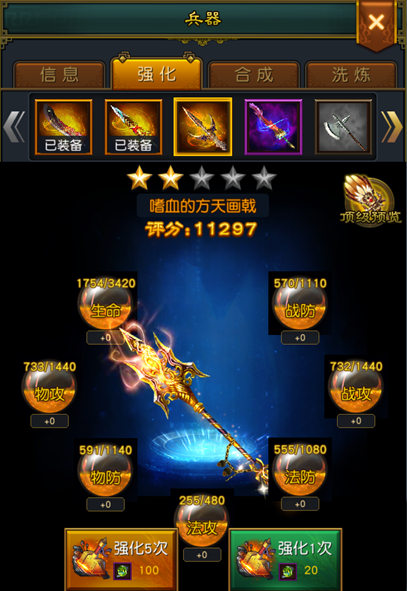 兵器
信息 强化 合成 洗炼
已装备 已装备
嗜血的方天画戟
顶级预览
评分:11297
1754/3420 570/1110
生命 战防
+0 +0
733/1440 732/1440
物攻 战攻
+0 +0
591/1140 555/1080
物防 法防
+0 +0
255/480
法攻
+0
强化5次 强化1次
100 20